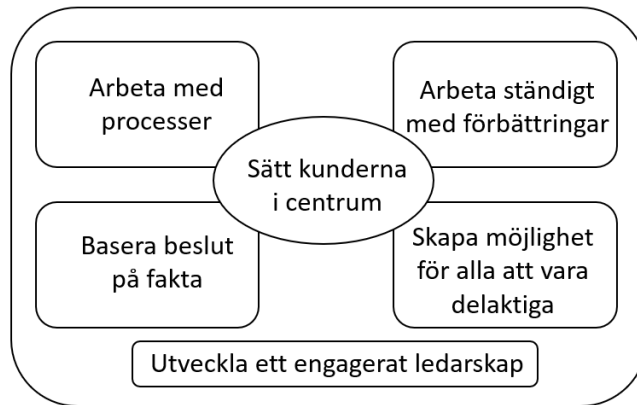 Arbeta med
processer
Arbeta ständigt
med förbättringar
Sätt kunderna
i centrum
Basera beslut
på fakta
Skapa möjlighet
för alla att vara
delaktiga
Utveckla ett engagerat ledarskap